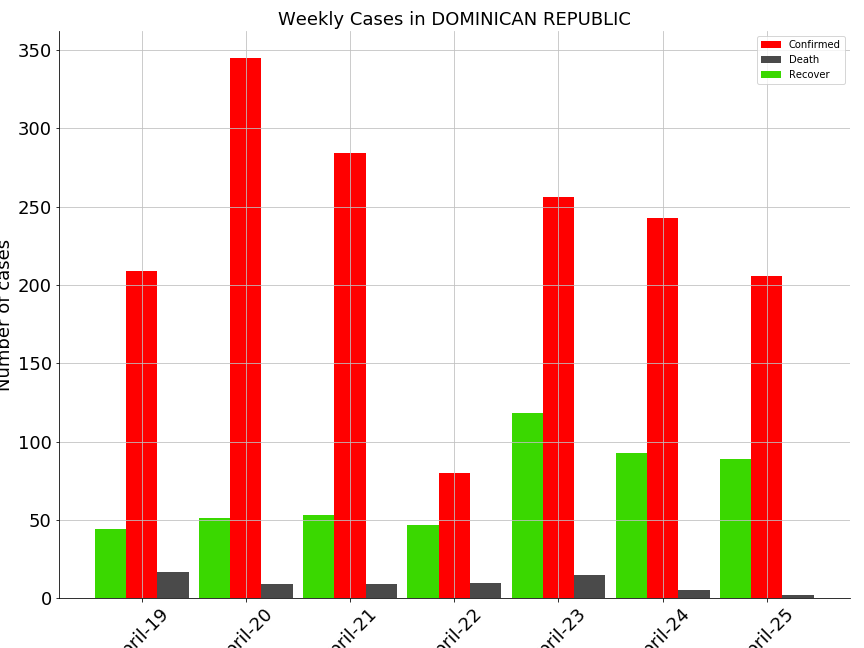 Weekly Cases in DOMINICAN REPUBLIC
Confirmed
Death
Recover
Number of cases
350
300
250
200
150
100
50
0
pril-19
pril-20
pril-21
pril-22
pril-23
pril-24
pril-25